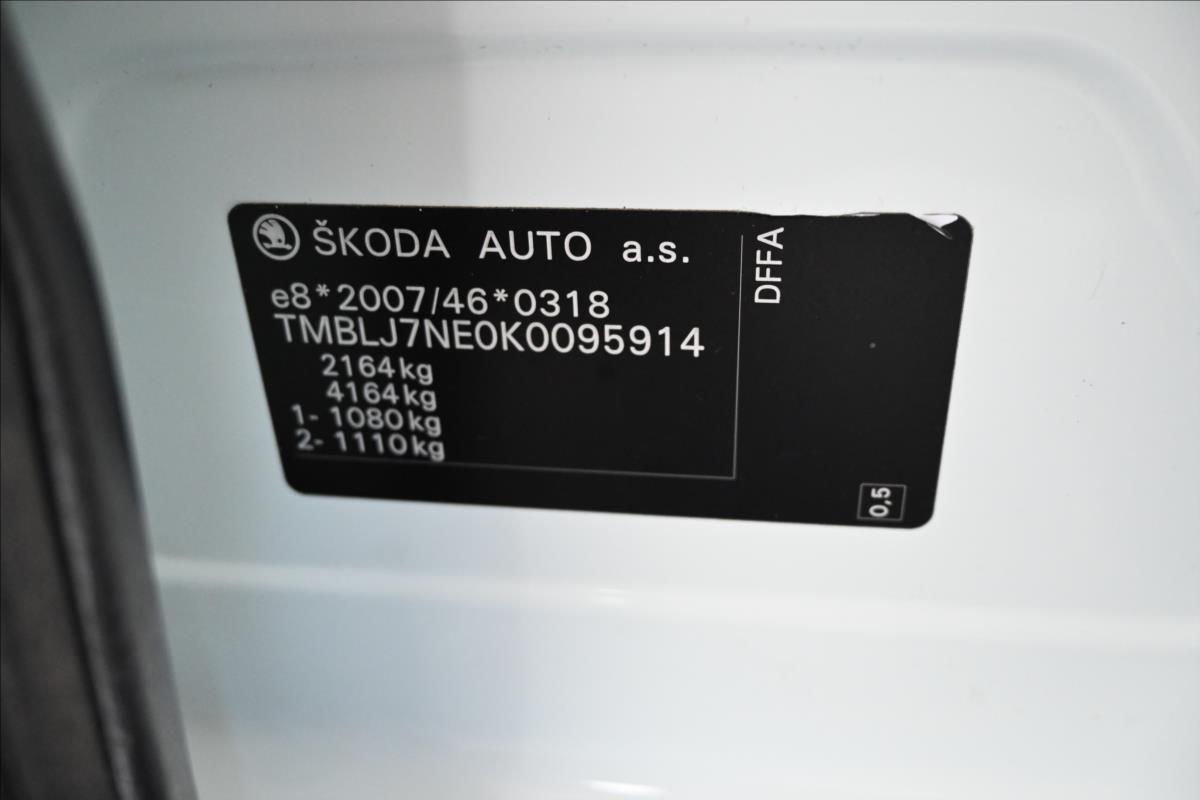 ŠKODA AUTO a.s.
e8*2007/46*0318
TMBLJ7NE0K0095914
2164kg
4164kg
1- 1080kg
2- 1110kg
DFFA
0,5